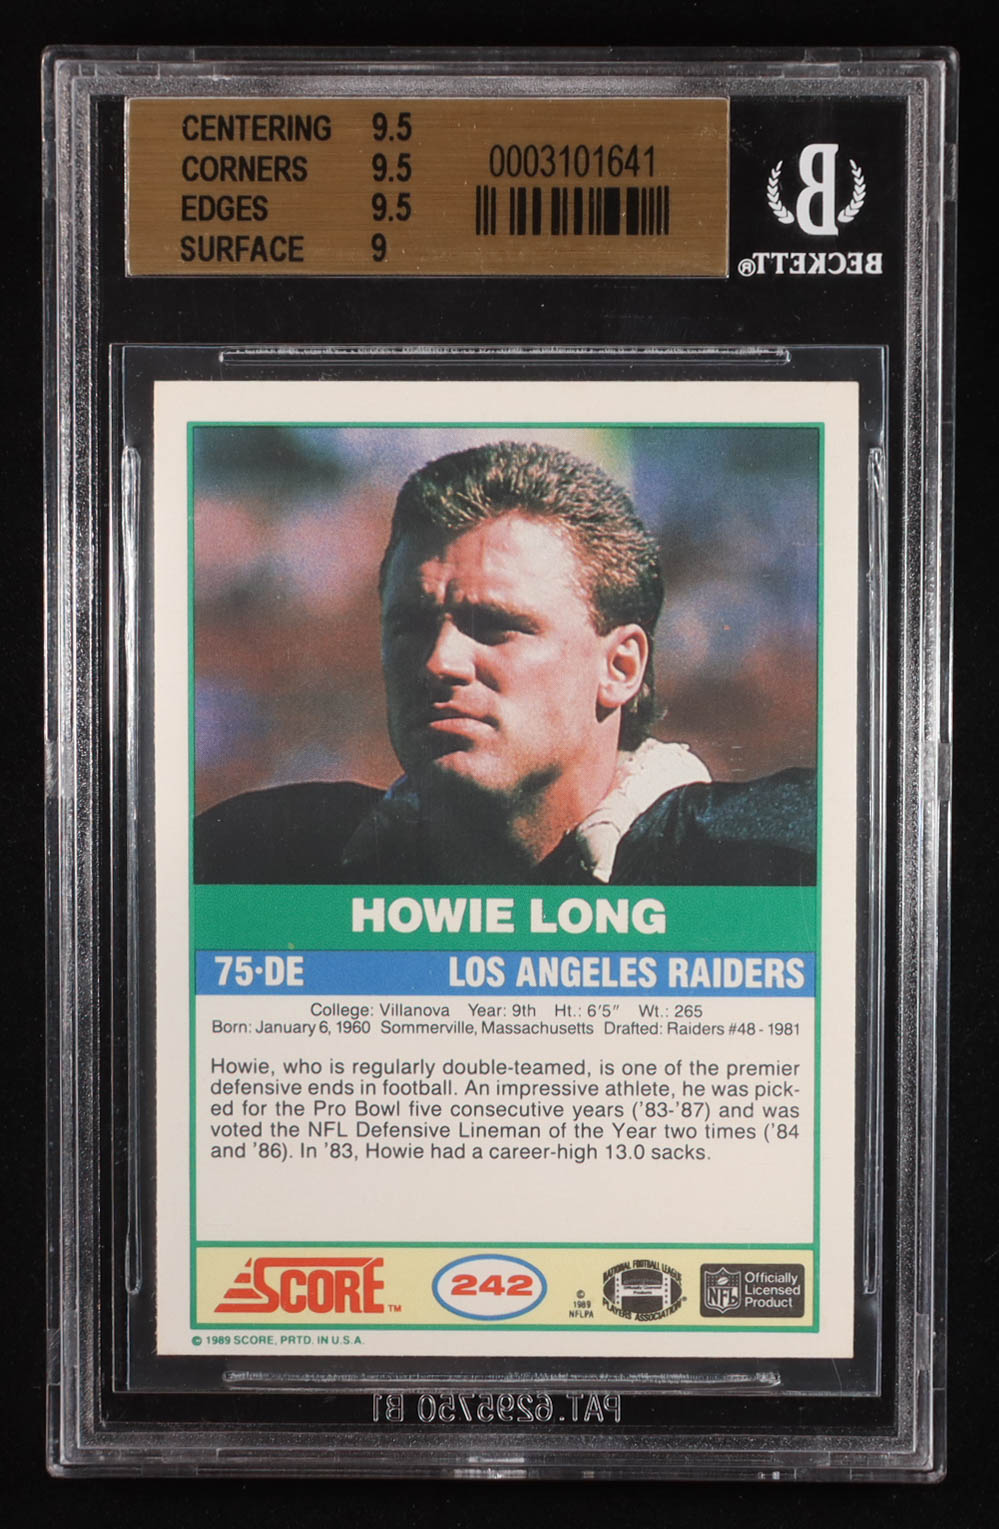 CENTERING 9.5
CORNERS 9.5
EDGES 9.5
SURFACE 9
0003101641
B
BECKETT®
HOWIE LONG
75·DE LOS ANGELES RAIDERS
College: Villanova Year: 9th Ht.: 6'5" Wt.: 265
Born: January 6, 1960 Sommerville, Massachusetts Drafted: Raiders #48 - 1981
Howie, who is regularly double-teamed, is one of the premier
defensive ends in football. An impressive athlete, he was pick-
ed for the Pro Bowl five consecutive years ('83-'87) and was
voted the NFL Defensive Lineman of the Year two times ('84
and '86). In '83, Howie had a career-high 13.0 sacks.
SCORE™
242
©
1989
NFLPA
NATIONAL FOOTBALL LEAGUE
PLAYERS ASSOCIATION
NFL
Officially
Licensed
Product
© 1989 SCORE, PRTD. IN U.S.A.
PAT.6295750 B1